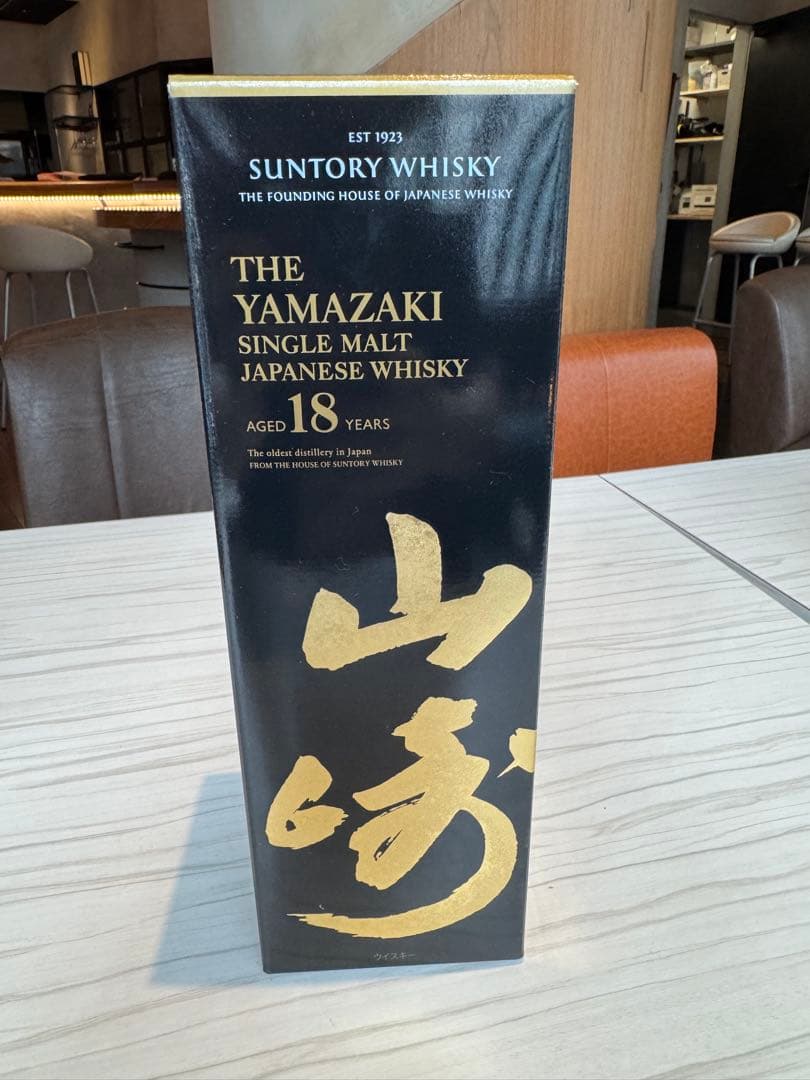 EST 1923
SUNTORY WHISKY
THE FOUNDING HOUSE OF JAPANESE WHISKY
THE
YAMAZAKI
SINGLE MALT
JAPANESE WHISKY
AGED 18 YEARS
The oldest distillery in Japan
FROM THE HOUSE OF SUNTORY WHISKY
山
崎
ウイスキー